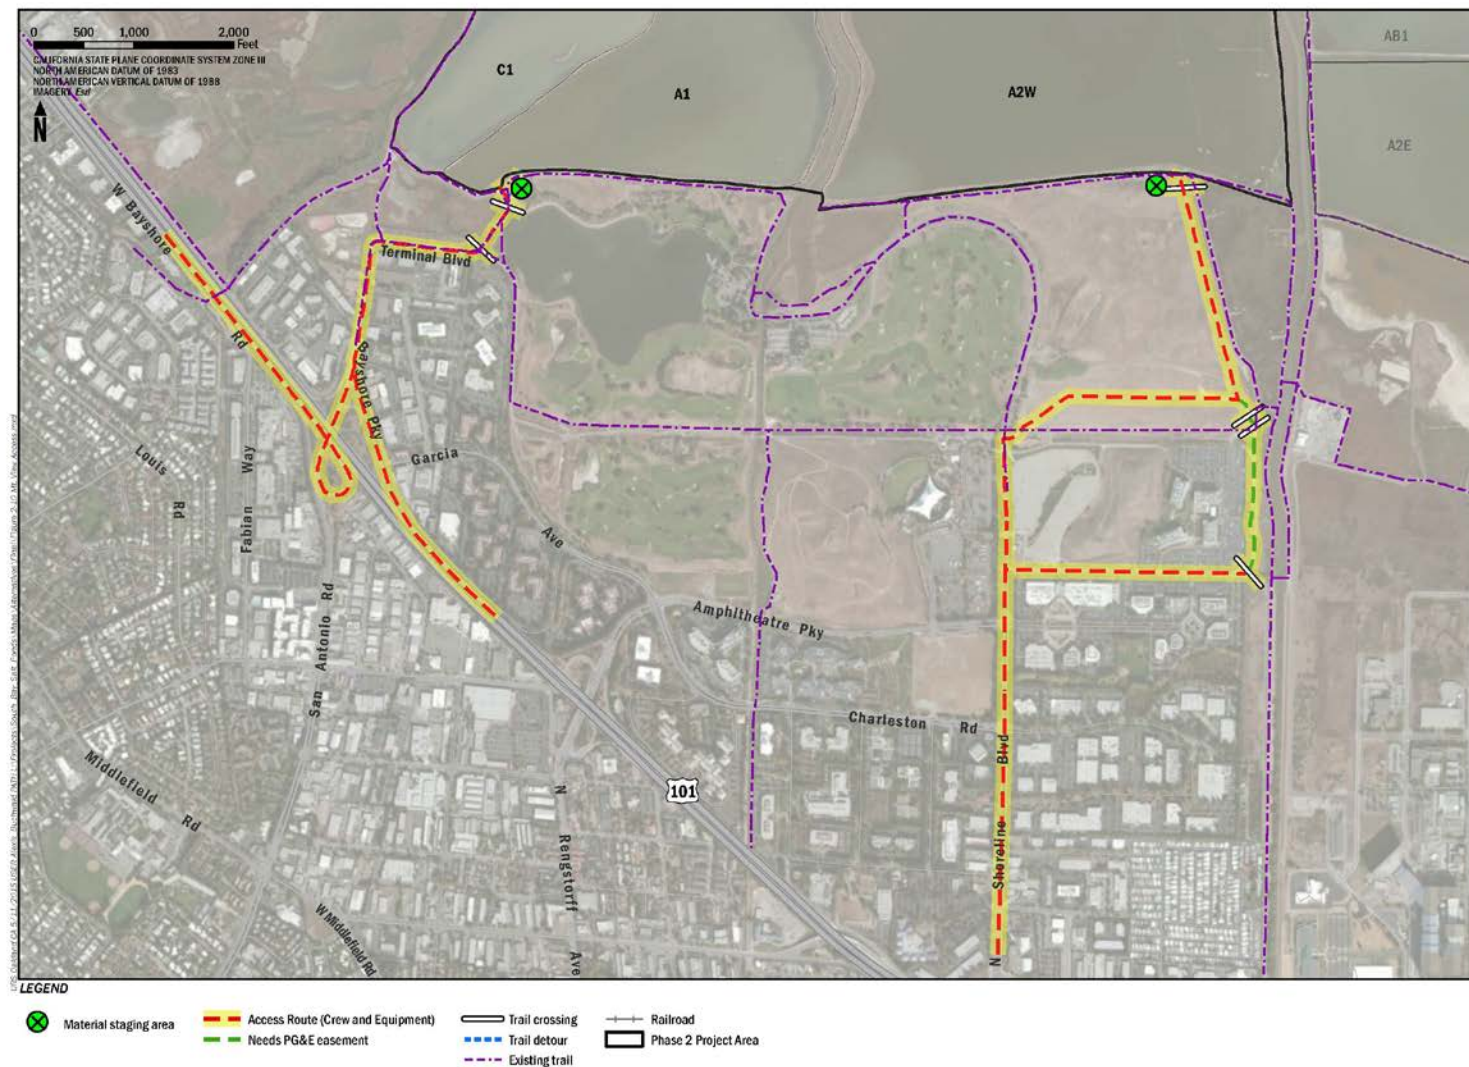 0 500 1,000 2,000
Feet
CALIFORNIA STATE PLANE COORDINATE SYSTEM ZONE III
NORTH AMERICAN DATUM OF 1983
NORTH AMERICAN VERTICAL DATUM OF 1988
IMAGERY Esri
N
C1
A1
A2W
AB1
A2E
W Bayshore
Rd
Terminal Blvd
Bayshore Pky
Garcia
Ave
Louis
Rd
Fabian Way
San Antonio Rd
Amphitheatre Pky
Charleston Rd
Middlefield
Rd
W Middlefield Rd
101
N
Rengstorff
Ave
N
Shoreline
Blvd
LEGEND
Material staging area
Access Route (Crew and Equipment)
Needs PG&E easement
Trail crossing
Trail detour
Existing trail
Railroad
Phase 2 Project Area